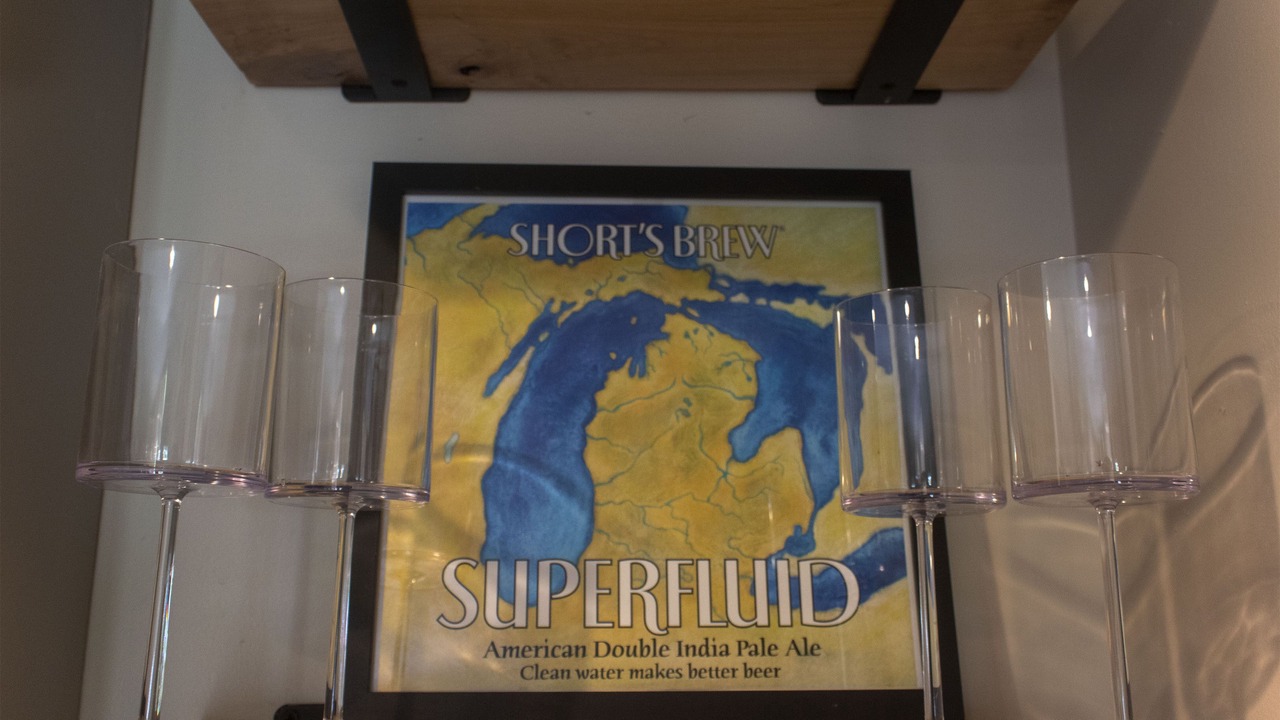 SHORT'S BREW
SUPERFLUID
American Double India Pale Ale
Clean water makes better beer